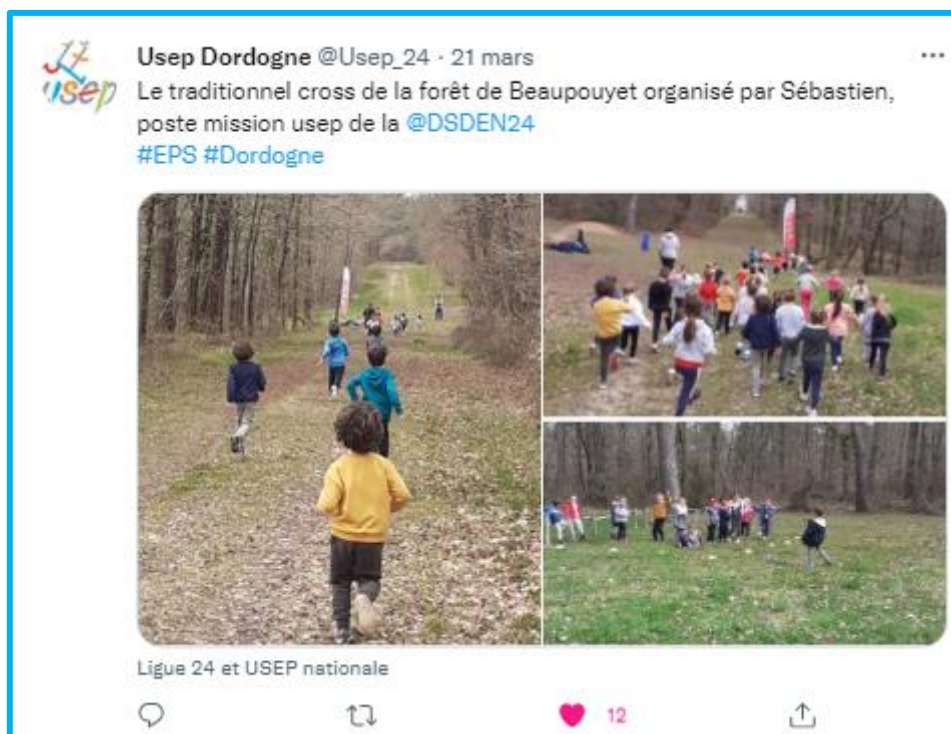 usep
Usep Dordogne @Usep_24 · 21 mars
Le traditionnel cross de la forêt de Beaupouyet organisé par Sébastien,
poste mission usep de la @DSDEN24
#EPS #Dordogne
Ligue 24 et USEP nationale
12